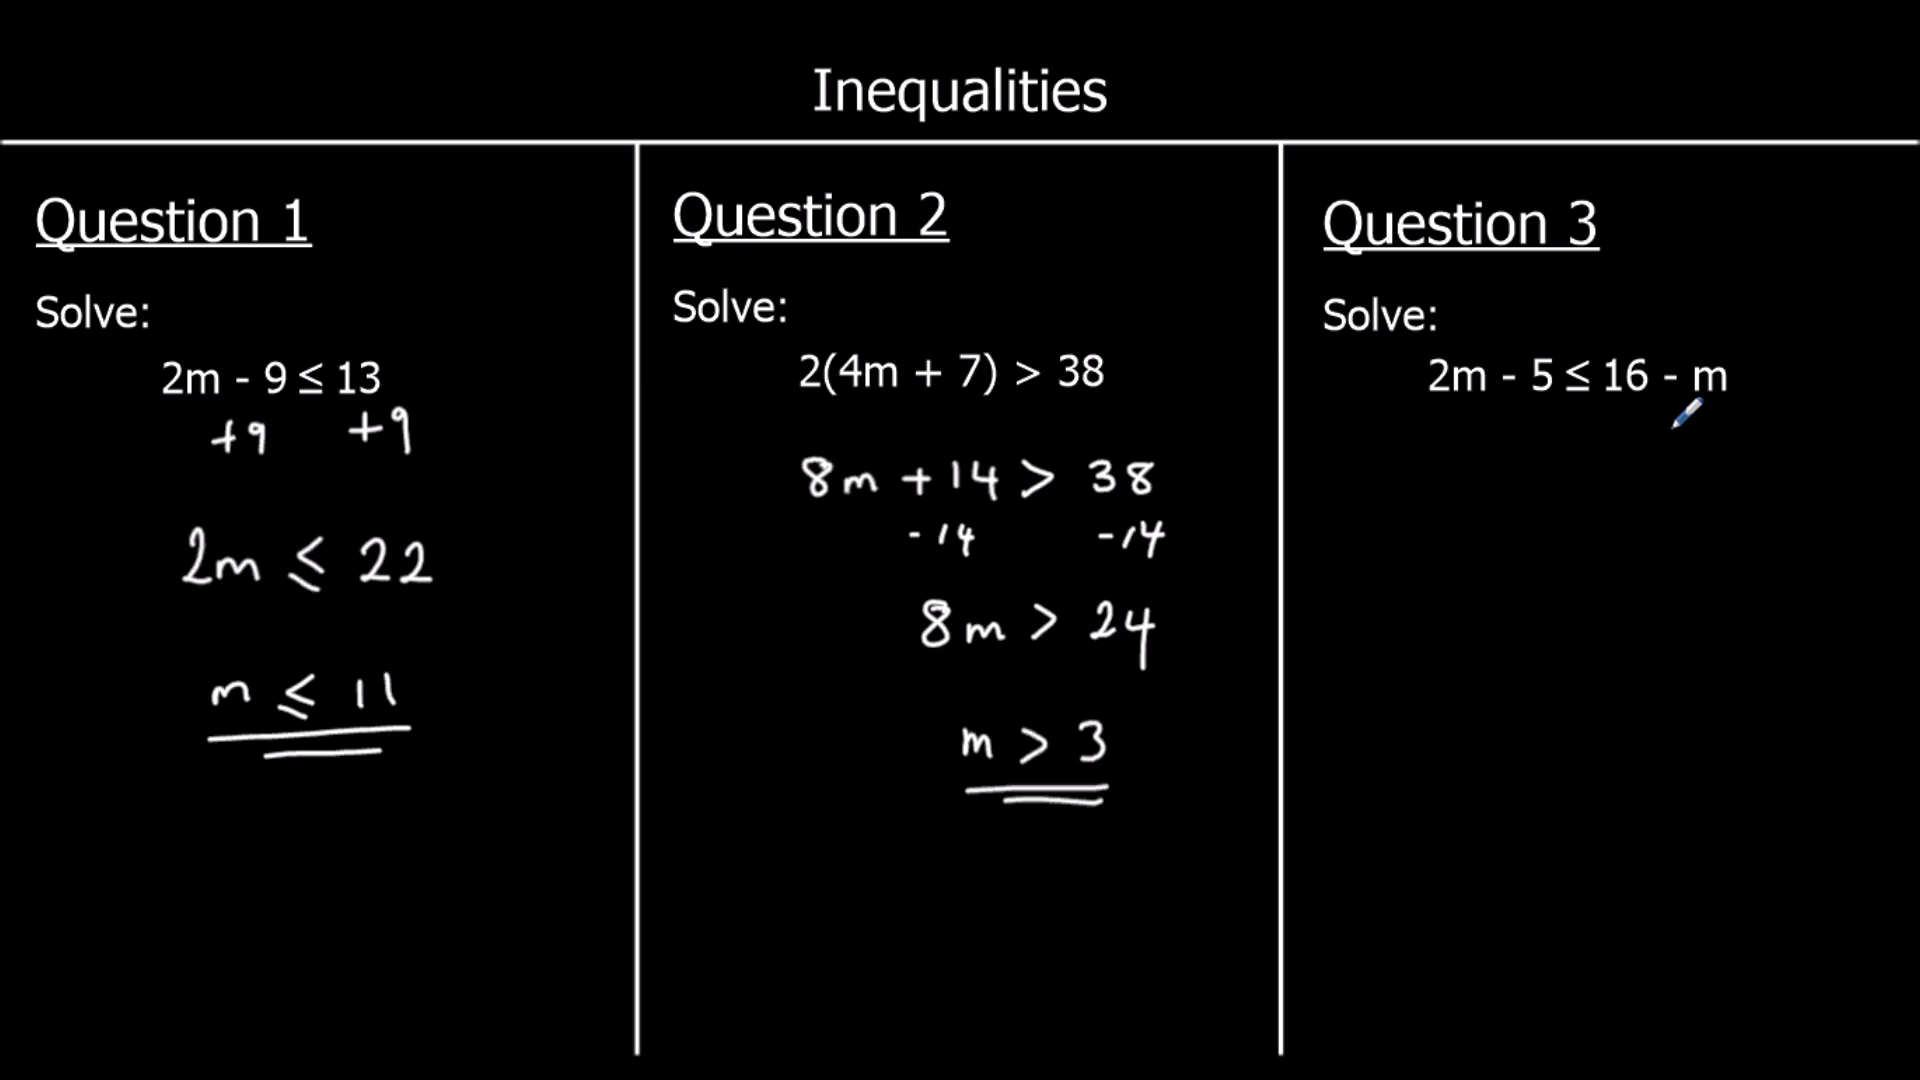 Inequalities
Question 1
Solve:
2m - 9 ≤ 13
+9 +9
2m ≤ 22
m ≤ 11
Question 2
Solve:
2(4m + 7) > 38
8m + 14 > 38
-14 -14
8m > 24
m > 3
Question 3
Solve:
2m - 5 ≤ 16 - m